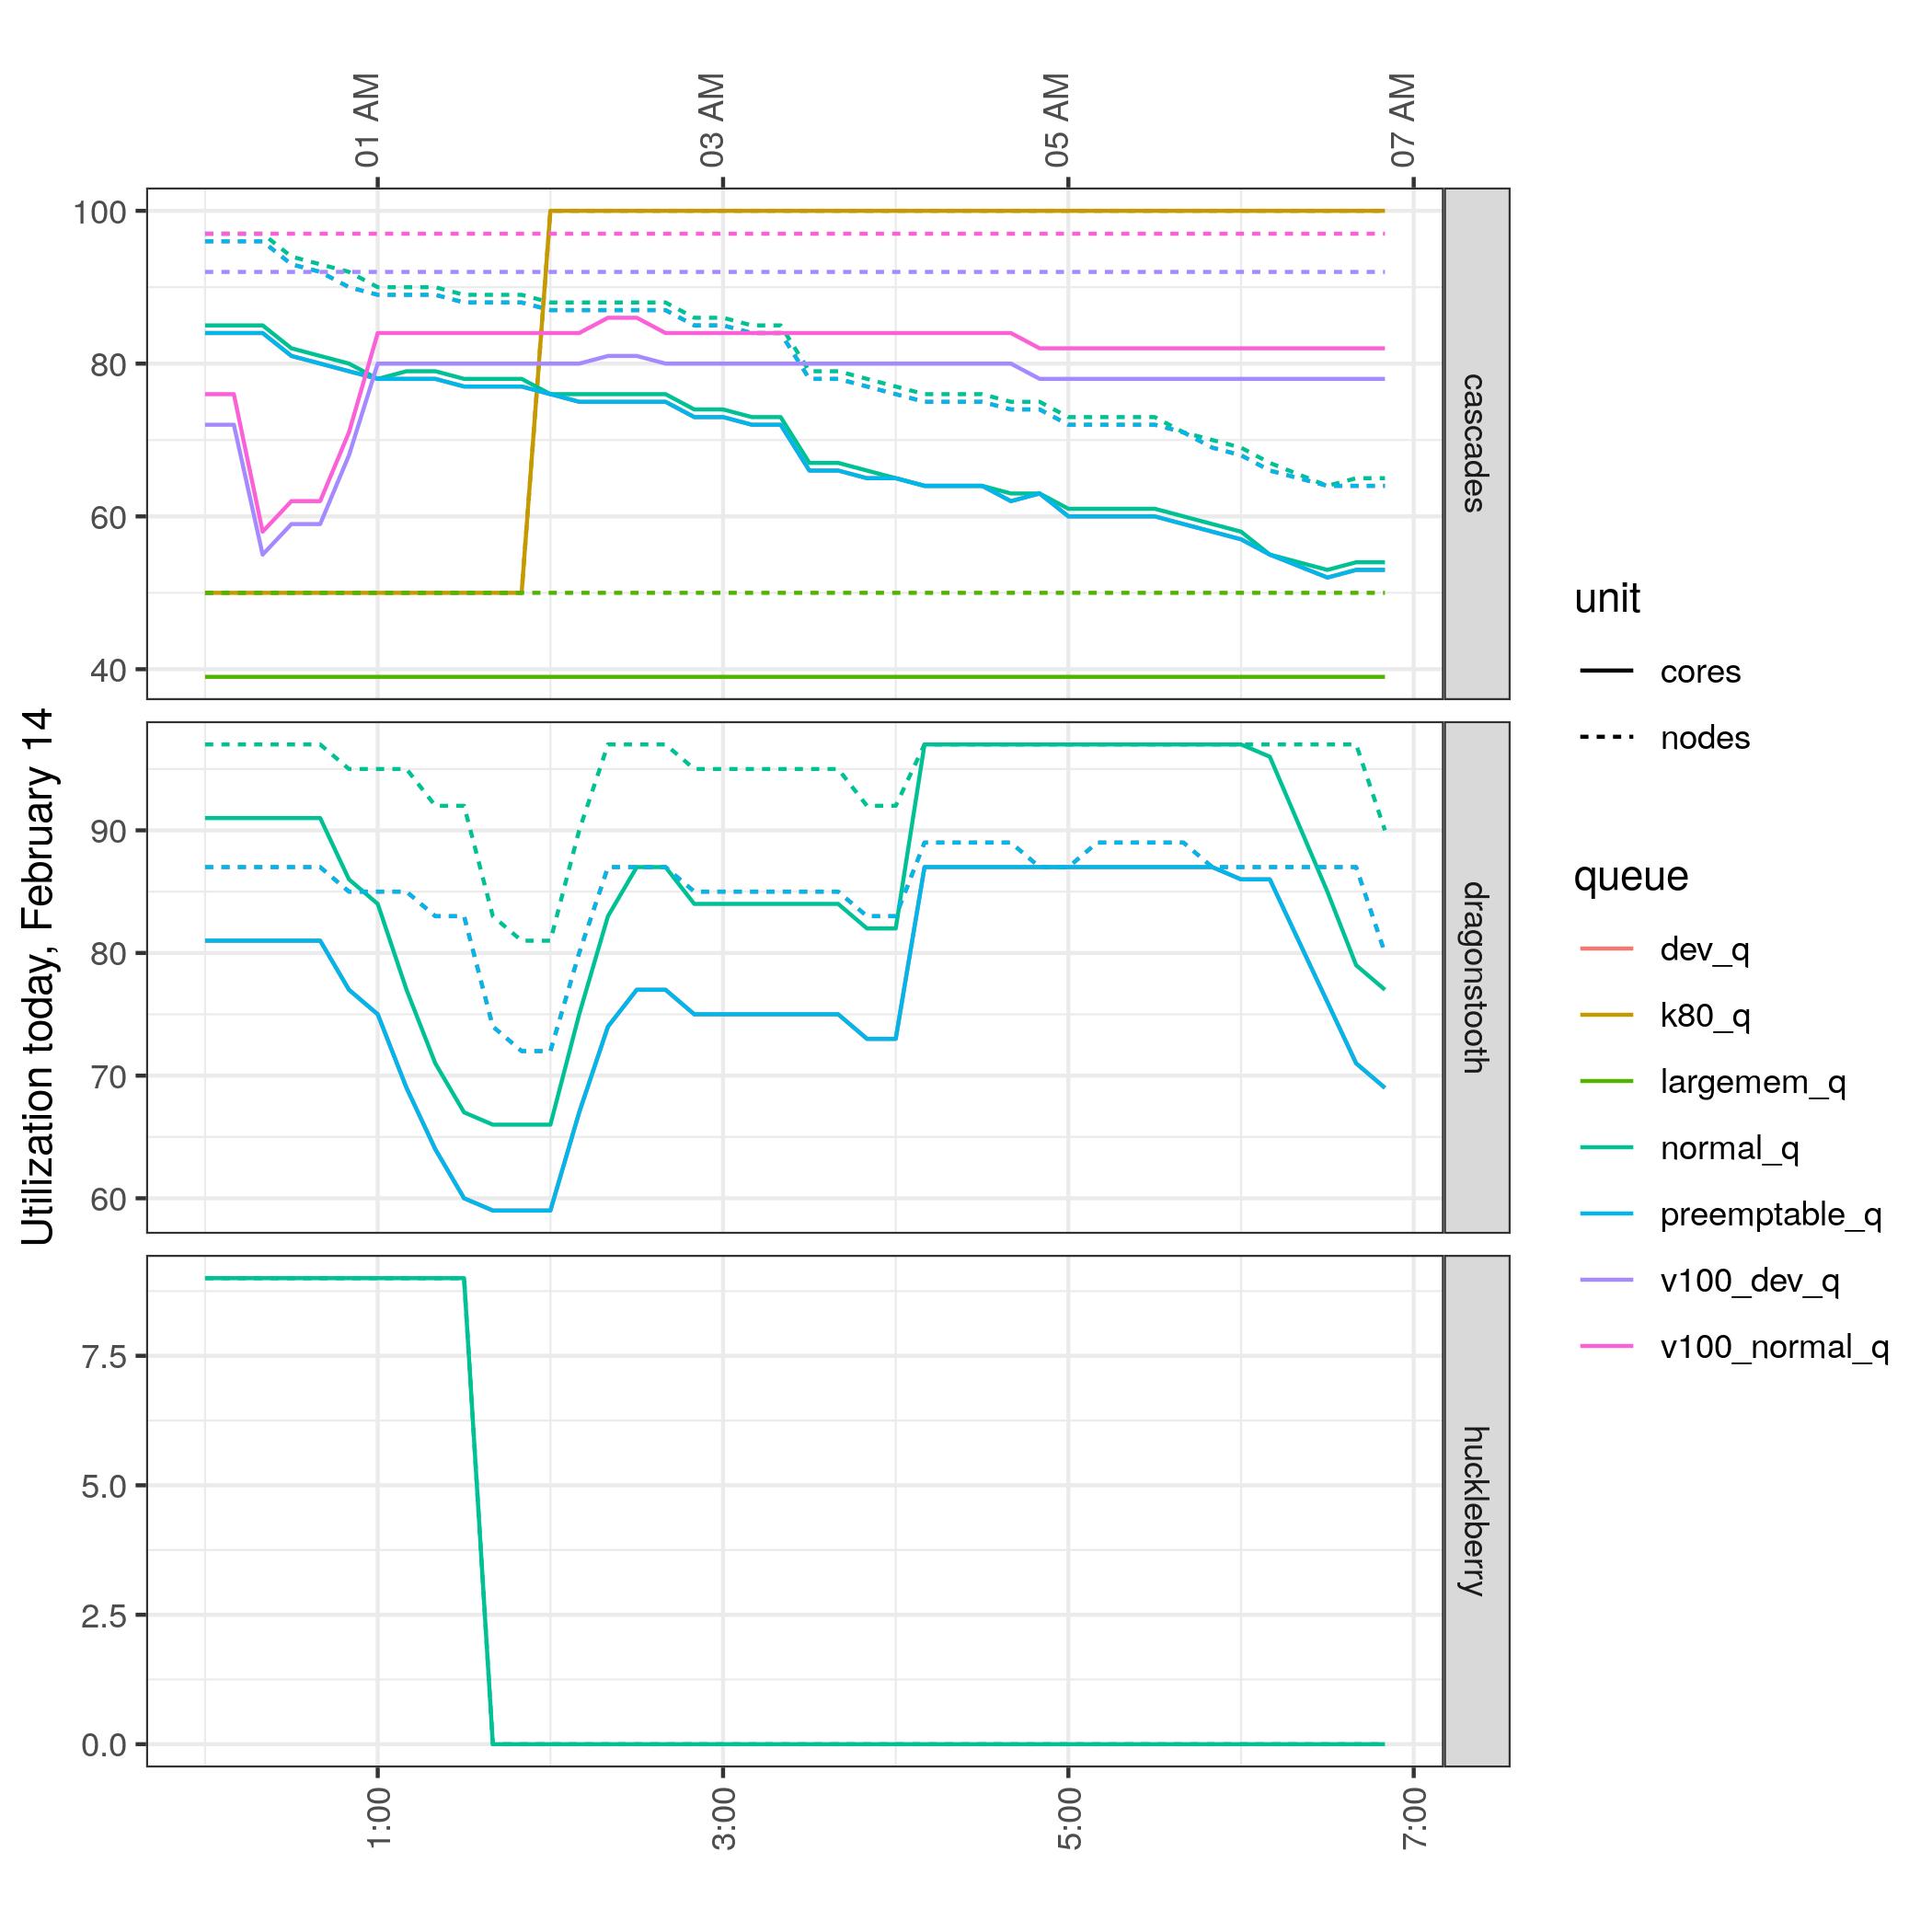 01 AM
03 AM
05 AM
07 AM
Utilization today, February 14
100
80
60
40
cascades
90
80
70
60
dragonstooth
7.5
5.0
2.5
0.0
huckleberry
1:00
3:00
5:00
7:00
unit
cores
nodes
queue
dev_q
k80_q
largemem_q
normal_q
preemptable_q
v100_dev_q
v100_normal_q